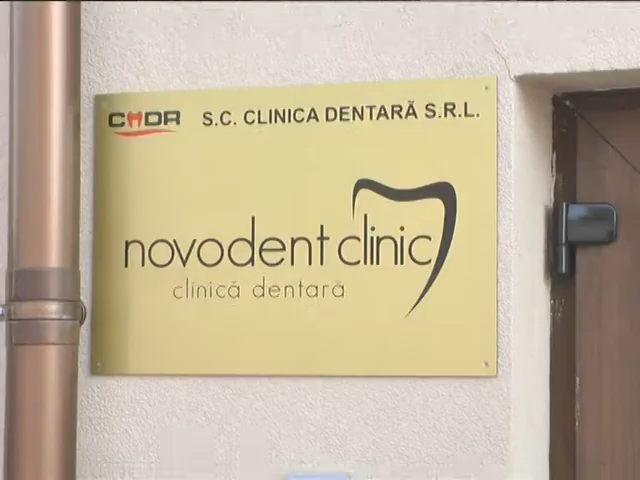 CMDR S.C. CLINICA DENTARĂ S.R.L.
novodent clinic
clinică dentară